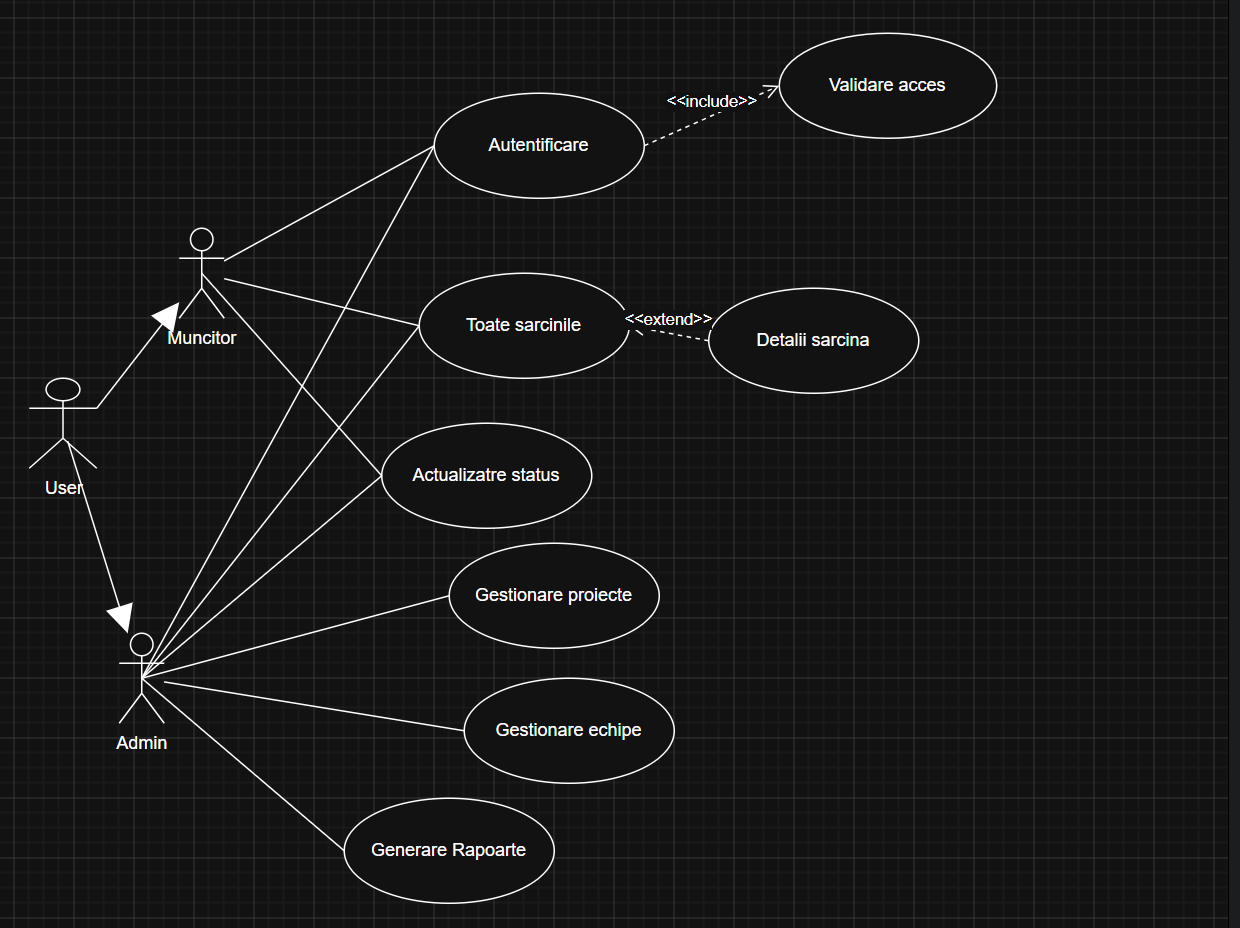 Validare acces
<<include>>
Autentificare
Muncitor
Toate sarcinile
<<extend>>
Detalii sarcina
User
Actualizatre status
Gestionare proiecte
Admin
Gestionare echipe
Generare Rapoarte